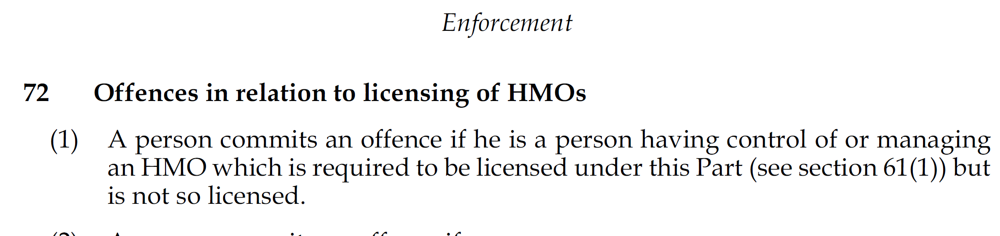 Enforcement
72 Offences in relation to licensing of HMOs
(1) A person commits an offence if he is a person having control of or managing
an HMO which is required to be licensed under this Part (see section 61(1)) but
is not so licensed.